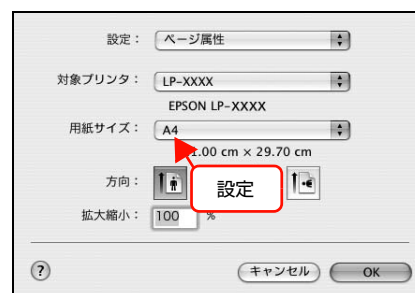 設定： ページ属性
対象プリンタ： LP-XXXX
EPSON LP-XXXX
用紙サイズ： A4
1.00 cm × 29.70 cm
方向：
設定
拡大縮小： 100 %
? キャンセル OK